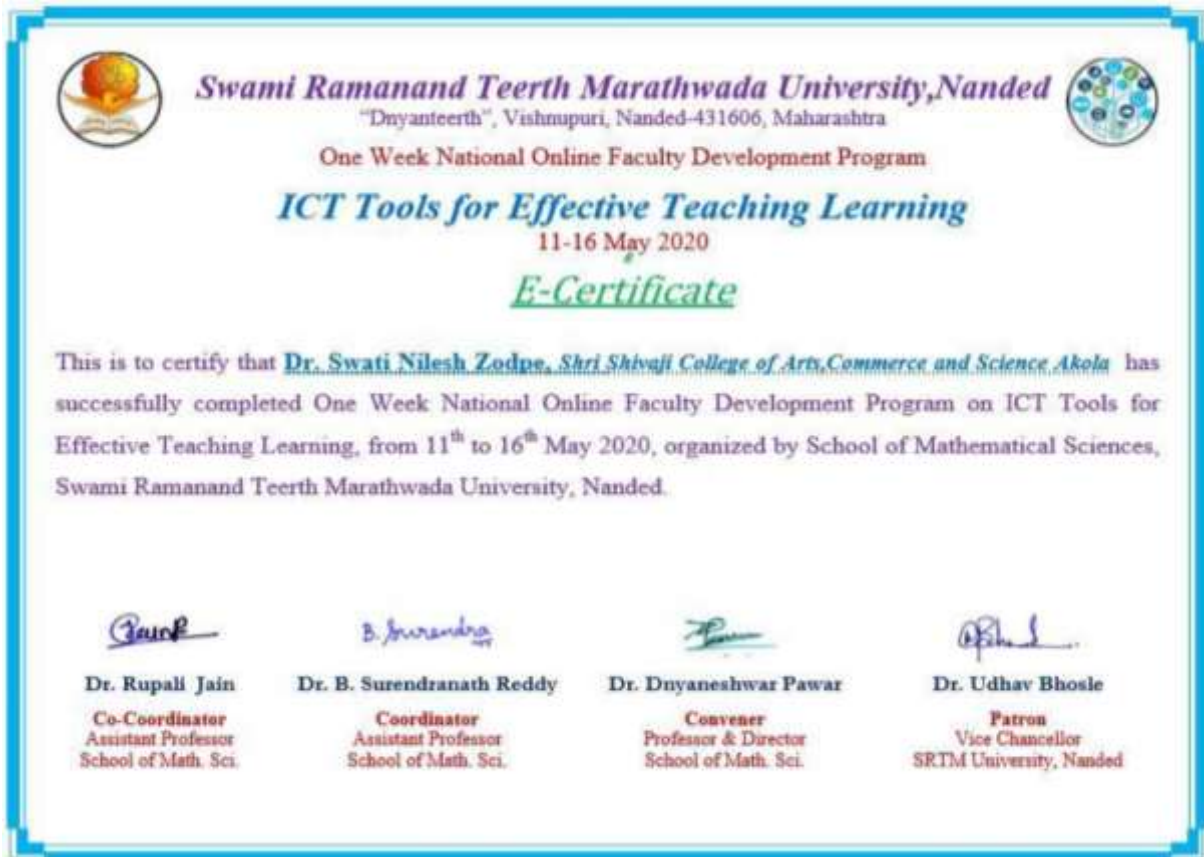 Swami Ramanand Teerth Marathwada University,Nanded
"Dnyanteerth", Vishnupuri, Nanded-431606, Maharashtra
One Week National Online Faculty Development Program
ICT Tools for Effective Teaching Learning
11-16 May 2020
E-Certificate
This is to certify that Dr. Swati Nilesh Zodpe, Shri Shivaji College of Arts,Commerce and Science Akola has
successfully completed One Week National Online Faculty Development Program on ICT Tools for
Effective Teaching Learning, from 11th to 16th May 2020, organized by School of Mathematical Sciences,
Swami Ramanand Teerth Marathwada University, Nanded.
B. Surendra
Dr. Rupali Jain
Co-Coordinator
Assistant Professor
School of Math. Sci.
Dr. B. Surendranath Reddy
Coordinator
Assistant Professor
School of Math. Sci.
Dr. Dnyaneshwar Pawar
Convener
Professor & Director
School of Math. Sci.
Dr. Udhav Bhosle
Patron
Vice Chancellor
SRTM University, Nanded